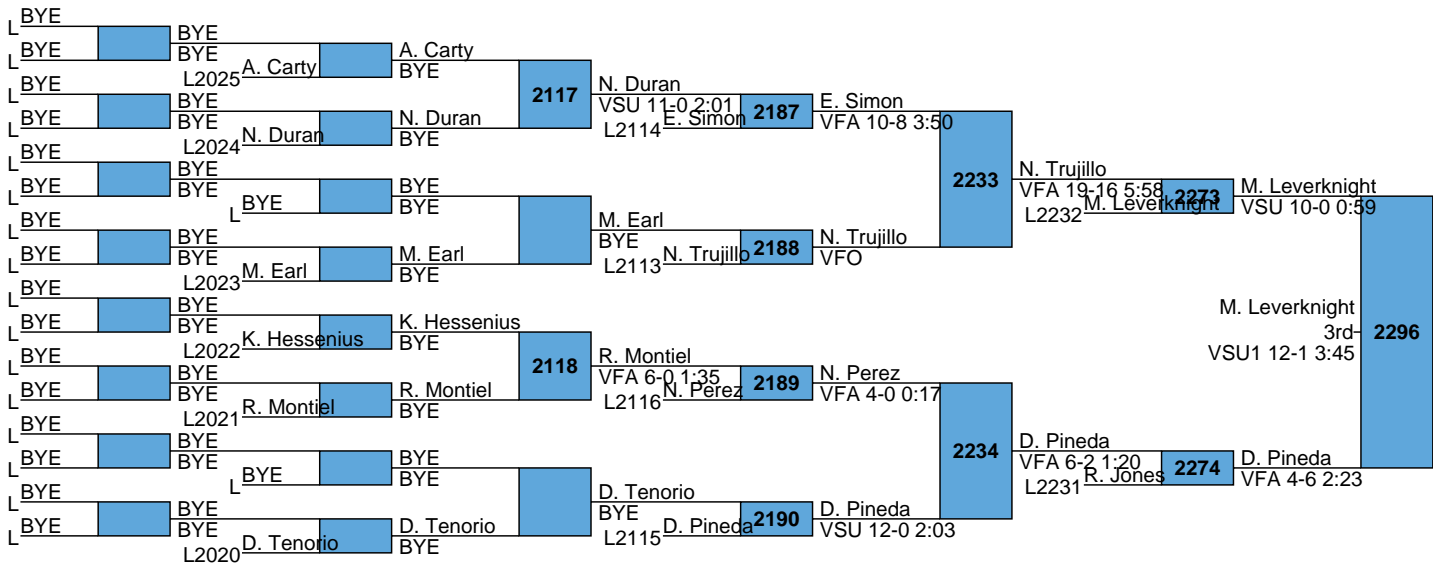 BYE
L
BYE
L
BYE
BYE
L2025
A. Carty
A. Carty
BYE
BYE
L
BYE
L
BYE
BYE
L2024
N. Duran
N. Duran
BYE
2117
N. Duran
VSU 11-0 2:01
L2114
E. Simon
2187
E. Simon
VFA 10-8 3:50
BYE
L
BYE
L
BYE
BYE
L
BYE
BYE
BYE
BYE
L
BYE
L
BYE
BYE
L2023
M. Earl
M. Earl
BYE
M. Earl
BYE
L2113
N. Trujillo
2188
N. Trujillo
VFO
2233
N. Trujillo
VFA 19-16 5:58
L2232
M. Leverknight
2273
M. Leverknight
VSU 10-0 0:59
BYE
L
BYE
L
BYE
BYE
L2022
K. Hessenius
K. Hessenius
BYE
BYE
L
BYE
L
BYE
BYE
L2021
R. Montiel
R. Montiel
BYE
2118
R. Montiel
VFA 6-0 1:35
L2116
N. Perez
2189
N. Perez
VFA 4-0 0:17
BYE
L
BYE
L
BYE
BYE
L
BYE
BYE
BYE
BYE
L
BYE
L
BYE
BYE
L2020
D. Tenorio
D. Tenorio
BYE
D. Tenorio
BYE
L2115
D. Pineda
2190
D. Pineda
VSU 12-0 2:03
2234
D. Pineda
VFA 6-2 1:20
L2231
R. Jones
2274
D. Pineda
VFA 4-6 2:23
M. Leverknight
3rd
VSU1 12-1 3:45
2296